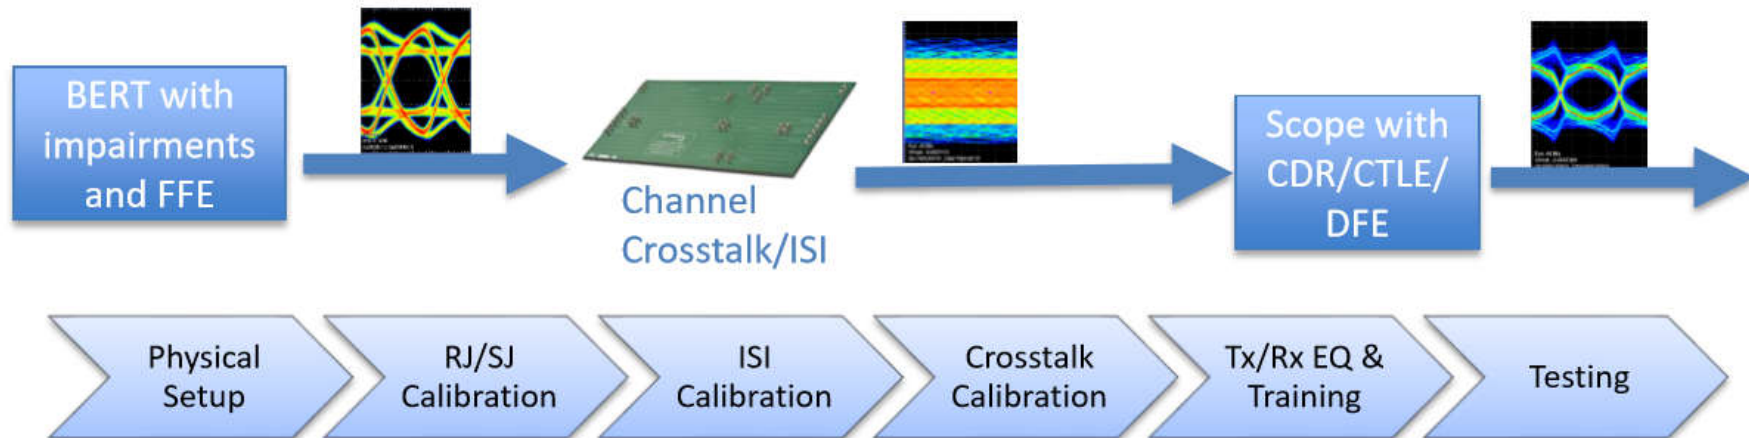 BERT with
impairments
and FFE
Channel
Crosstalk/ISI
Scope with
CDR/CTLE/
DFE
Physical
Setup
RJ/SJ
Calibration
ISI
Calibration
Crosstalk
Calibration
Tx/Rx EQ &
Training
Testing